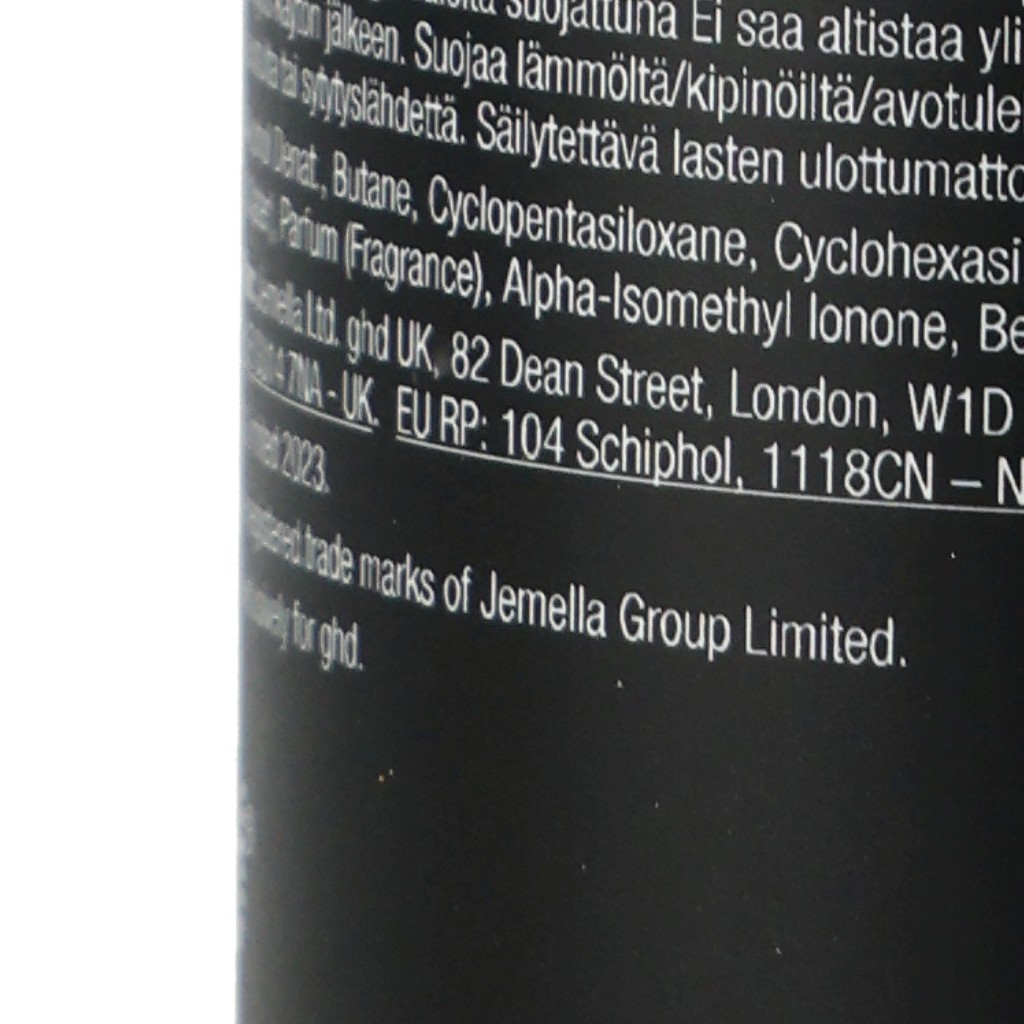 suojattuna Ei saa altistaa yli
jälkeen. Suojaa lämmöltä/kipinöiltä/avotule
tai sytytyslähdettä. Säilytettävä lasten ulottumatto
Denat., Butane, Cyclopentasiloxane, Cyclohexasi
Parfum (Fragrance), Alpha-Isomethyl Ionone, Be
Ltd. ghd UK, 82 Dean Street, London, W1D
7NA - UK. EU RP: 104 Schiphol, 1118CN – N
2023.
trade marks of Jemella Group Limited.
for ghd.